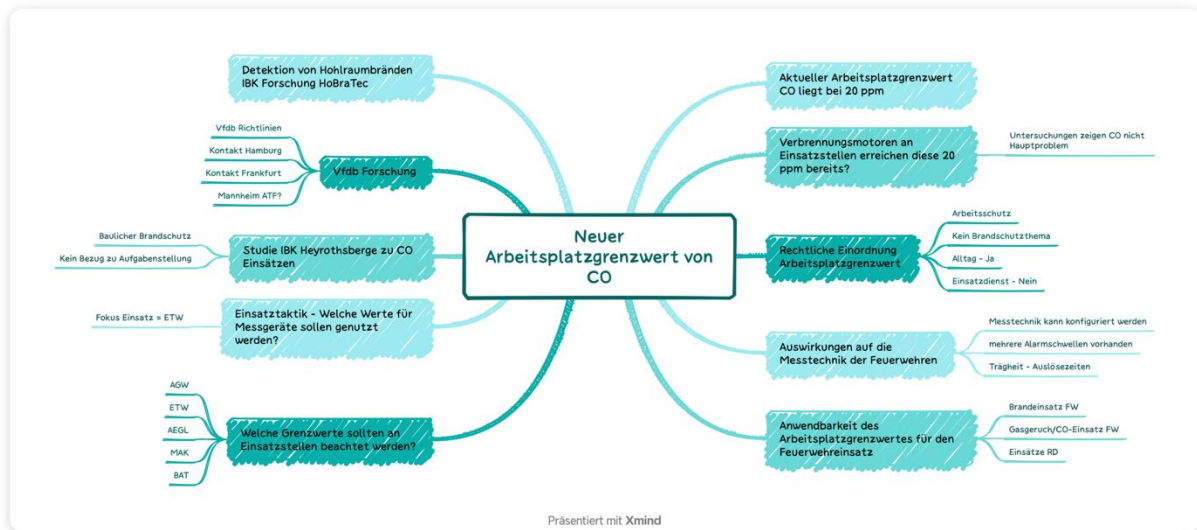 Neuer
Arbeitsplatzgrenzwert von
CO
Aktueller Arbeitsplatzgrenzwert
CO liegt bei 20 ppm
Verbrennungsmotoren an
Einsatzstellen erreichen diese 20
ppm bereits?
Untersuchungen zeigen CO nicht
Hauptproblem
Rechtliche Einordnung
Arbeitsplatzgrenzwert
Arbeitsschutz
Kein Brandschutzthema
Alltag - Ja
Einsatzdienst - Nein
Auswirkungen auf die
Messtechnik der Feuerwehren
Messtechnik kann konfiguriert werden
mehrere Alarmschwellen vorhanden
Trägheit - Auslösezeiten
Anwendbarkeit des
Arbeitsplatzgrenzwertes für den
Feuerwehreinsatz
Brandeinsatz FW
Gasgeruch/CO-Einsatz FW
Einsätze RD
Detektion von Hohlraumbränden
IBK Forschung HoBraTec
Vfdb Forschung
Vfdb Richtlinien
Kontakt Hamburg
Kontakt Frankfurt
Mannheim ATF?
Studie IBK Heyrothsberge zu CO
Einsätzen
Baulicher Brandschutz
Kein Bezug zu Aufgabenstellung
Einsatztaktik - Welche Werte für
Messgeräte sollen genutzt
werden?
Fokus Einsatz = ETW
Welche Grenzwerte sollten an
Einsatzstellen beachtet werden?
AGW
ETW
AEGL
MAK
BAT
Präsentiert mit Xmind